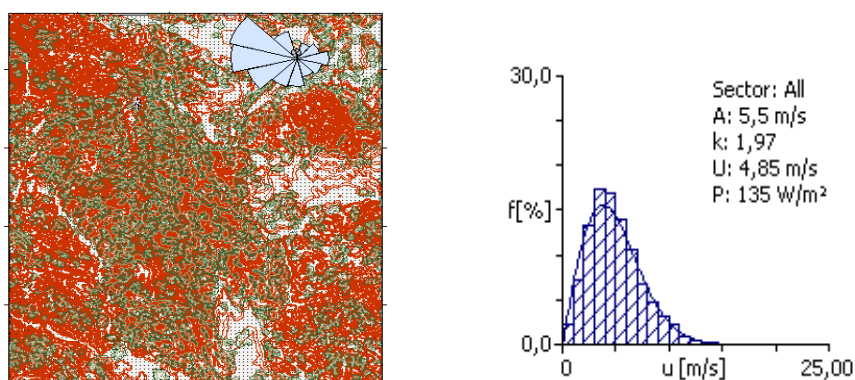 30,0
f[%]
0,0
0
u [m/s]
25,00
Sector: All
A: 5,5 m/s
k: 1,97
U: 4,85 m/s
P: 135 W/m²